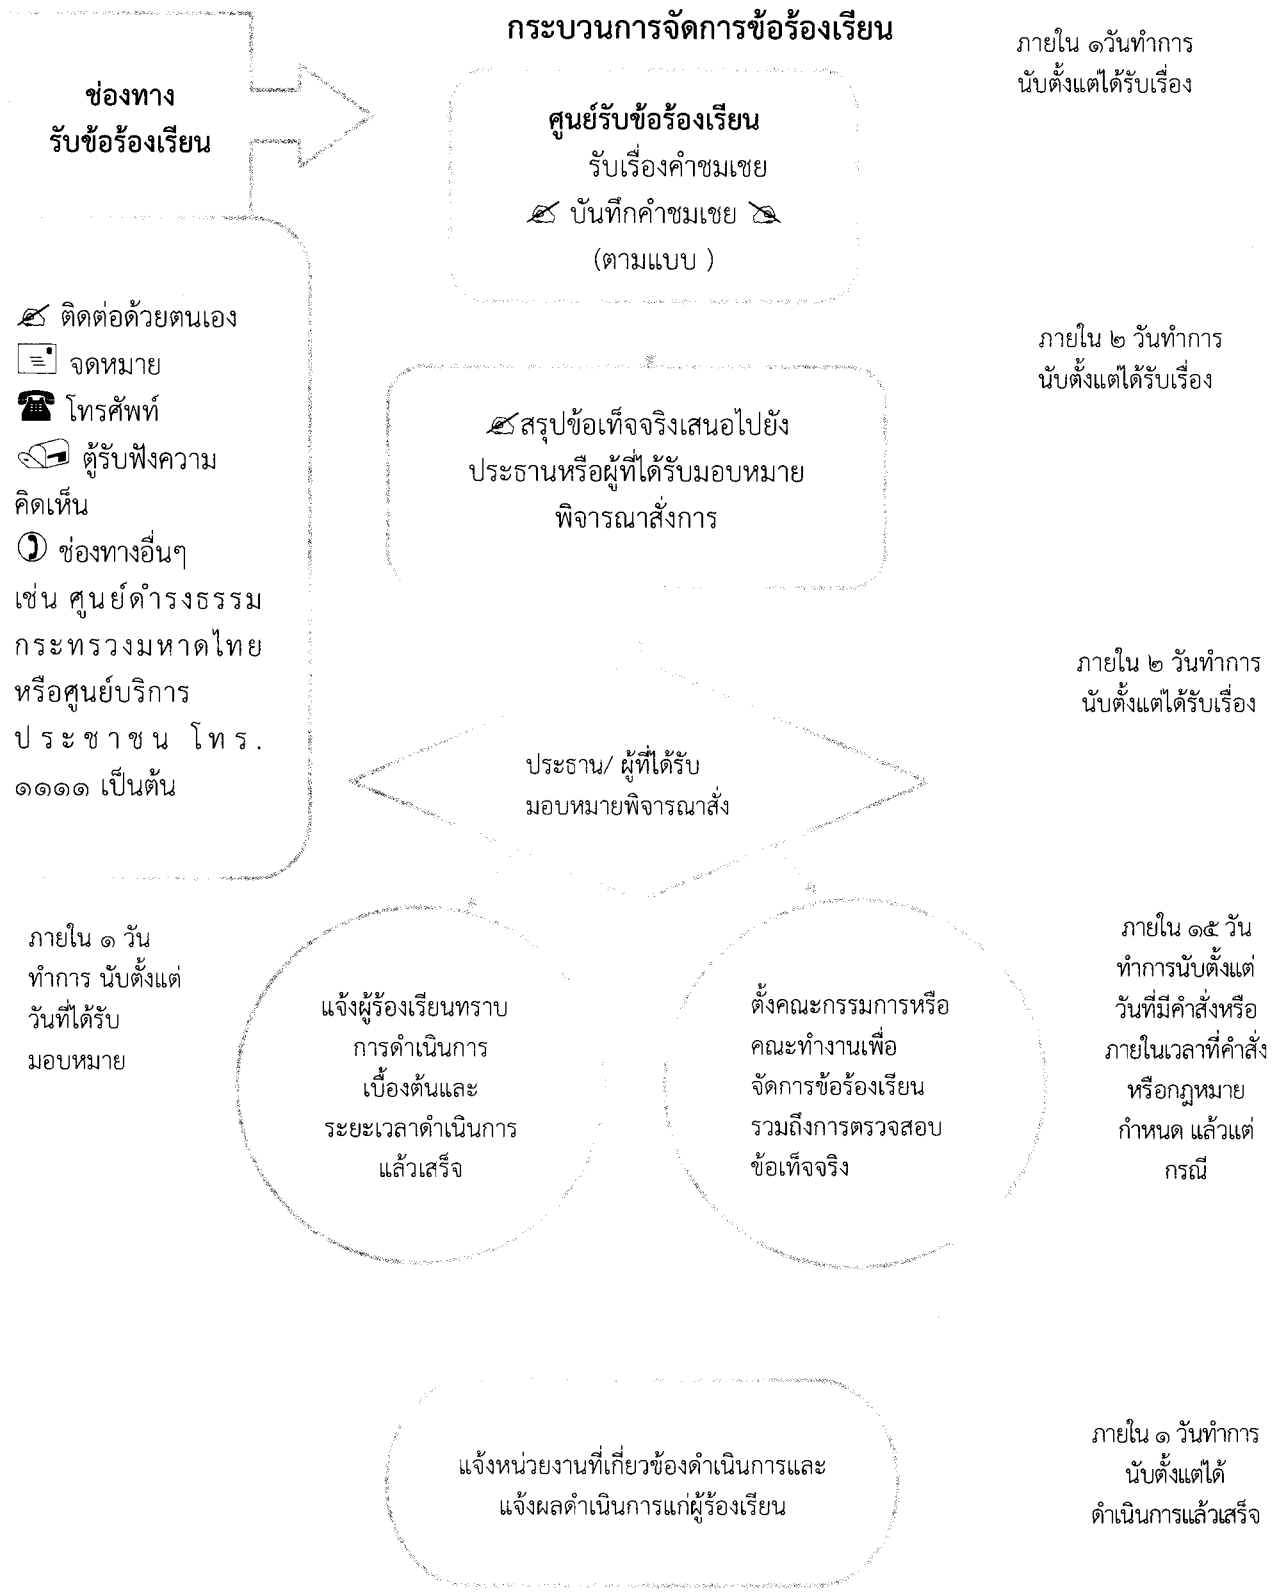 กระบวนการจัดการข้อร้องเรียน
ภายใน ๑วันทำการ
นับตั้งแต่ได้รับเรื่อง
ช่องทาง
รับข้อร้องเรียน
ศูนย์รับข้อร้องเรียน
รับเรื่องคำชมเชย
บันทึกคำชมเชย
(ตามแบบ )
ติดต่อด้วยตนเอง
จดหมาย
โทรศัพท์
ตู้รับฟังความ
คิดเห็น
ช่องทางอื่นๆ
เช่น ศูนย์ดำรงธรรม
กระทรวงมหาดไทย
หรือศูนย์บริการ
ประชาชน โทร.
๑๑๑๑ เป็นต้น
ภายใน ๒ วันทำการ
นับตั้งแต่ได้รับเรื่อง
สรุปข้อเท็จจริงเสนอไปยัง
ประธานหรือผู้ที่ได้รับมอบหมาย
พิจารณาสั่งการ
ภายใน ๒ วันทำการ
นับตั้งแต่ได้รับเรื่อง
ประธาน/ ผู้ที่ได้รับ
มอบหมายพิจารณาสั่ง
ภายใน ๑ วัน
ทำการ นับตั้งแต่
วันที่ได้รับ
มอบหมาย
แจ้งผู้ร้องเรียนทราบ
การดำเนินการ
เบื้องต้นและ
ระยะเวลาดำเนินการ
แล้วเสร็จ
ตั้งคณะกรรมการหรือ
คณะทำงานเพื่อ
จัดการข้อร้องเรียน
รวมถึงการตรวจสอบ
ข้อเท็จจริง
ภายใน ๑๕ วัน
ทำการนับตั้งแต่
วันที่มีคำสั่งหรือ
ภายในเวลาที่คำสั่ง
หรือกฎหมาย
กำหนด แล้วแต่
กรณี
แจ้งหน่วยงานที่เกี่ยวข้องดำเนินการและ
แจ้งผลดำเนินการแก่ผู้ร้องเรียน
ภายใน ๑ วันทำการ
นับตั้งแต่ได้
ดำเนินการแล้วเสร็จ